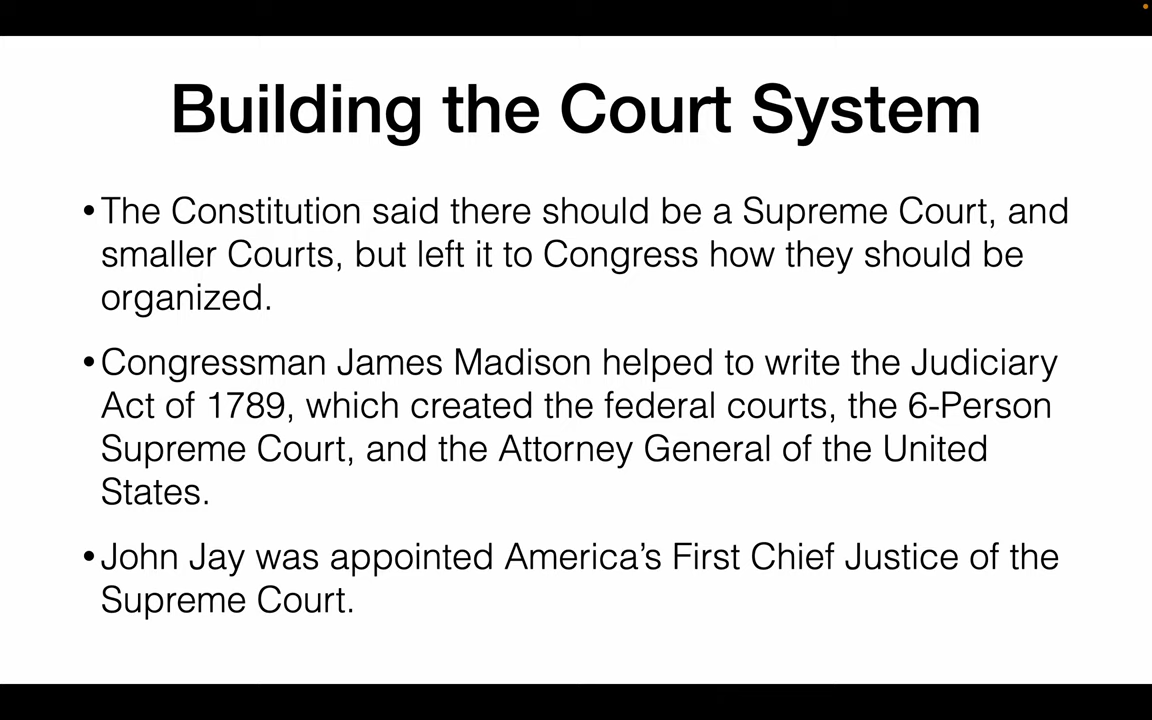 Building the Court System
•The Constitution said there should be a Supreme Court, and
smaller Courts, but left it to Congress how they should be
organized.
•Congressman James Madison helped to write the Judiciary
Act of 1789, which created the federal courts, the 6-Person
Supreme Court, and the Attorney General of the United
States.
•John Jay was appointed America’s First Chief Justice of the
Supreme Court.